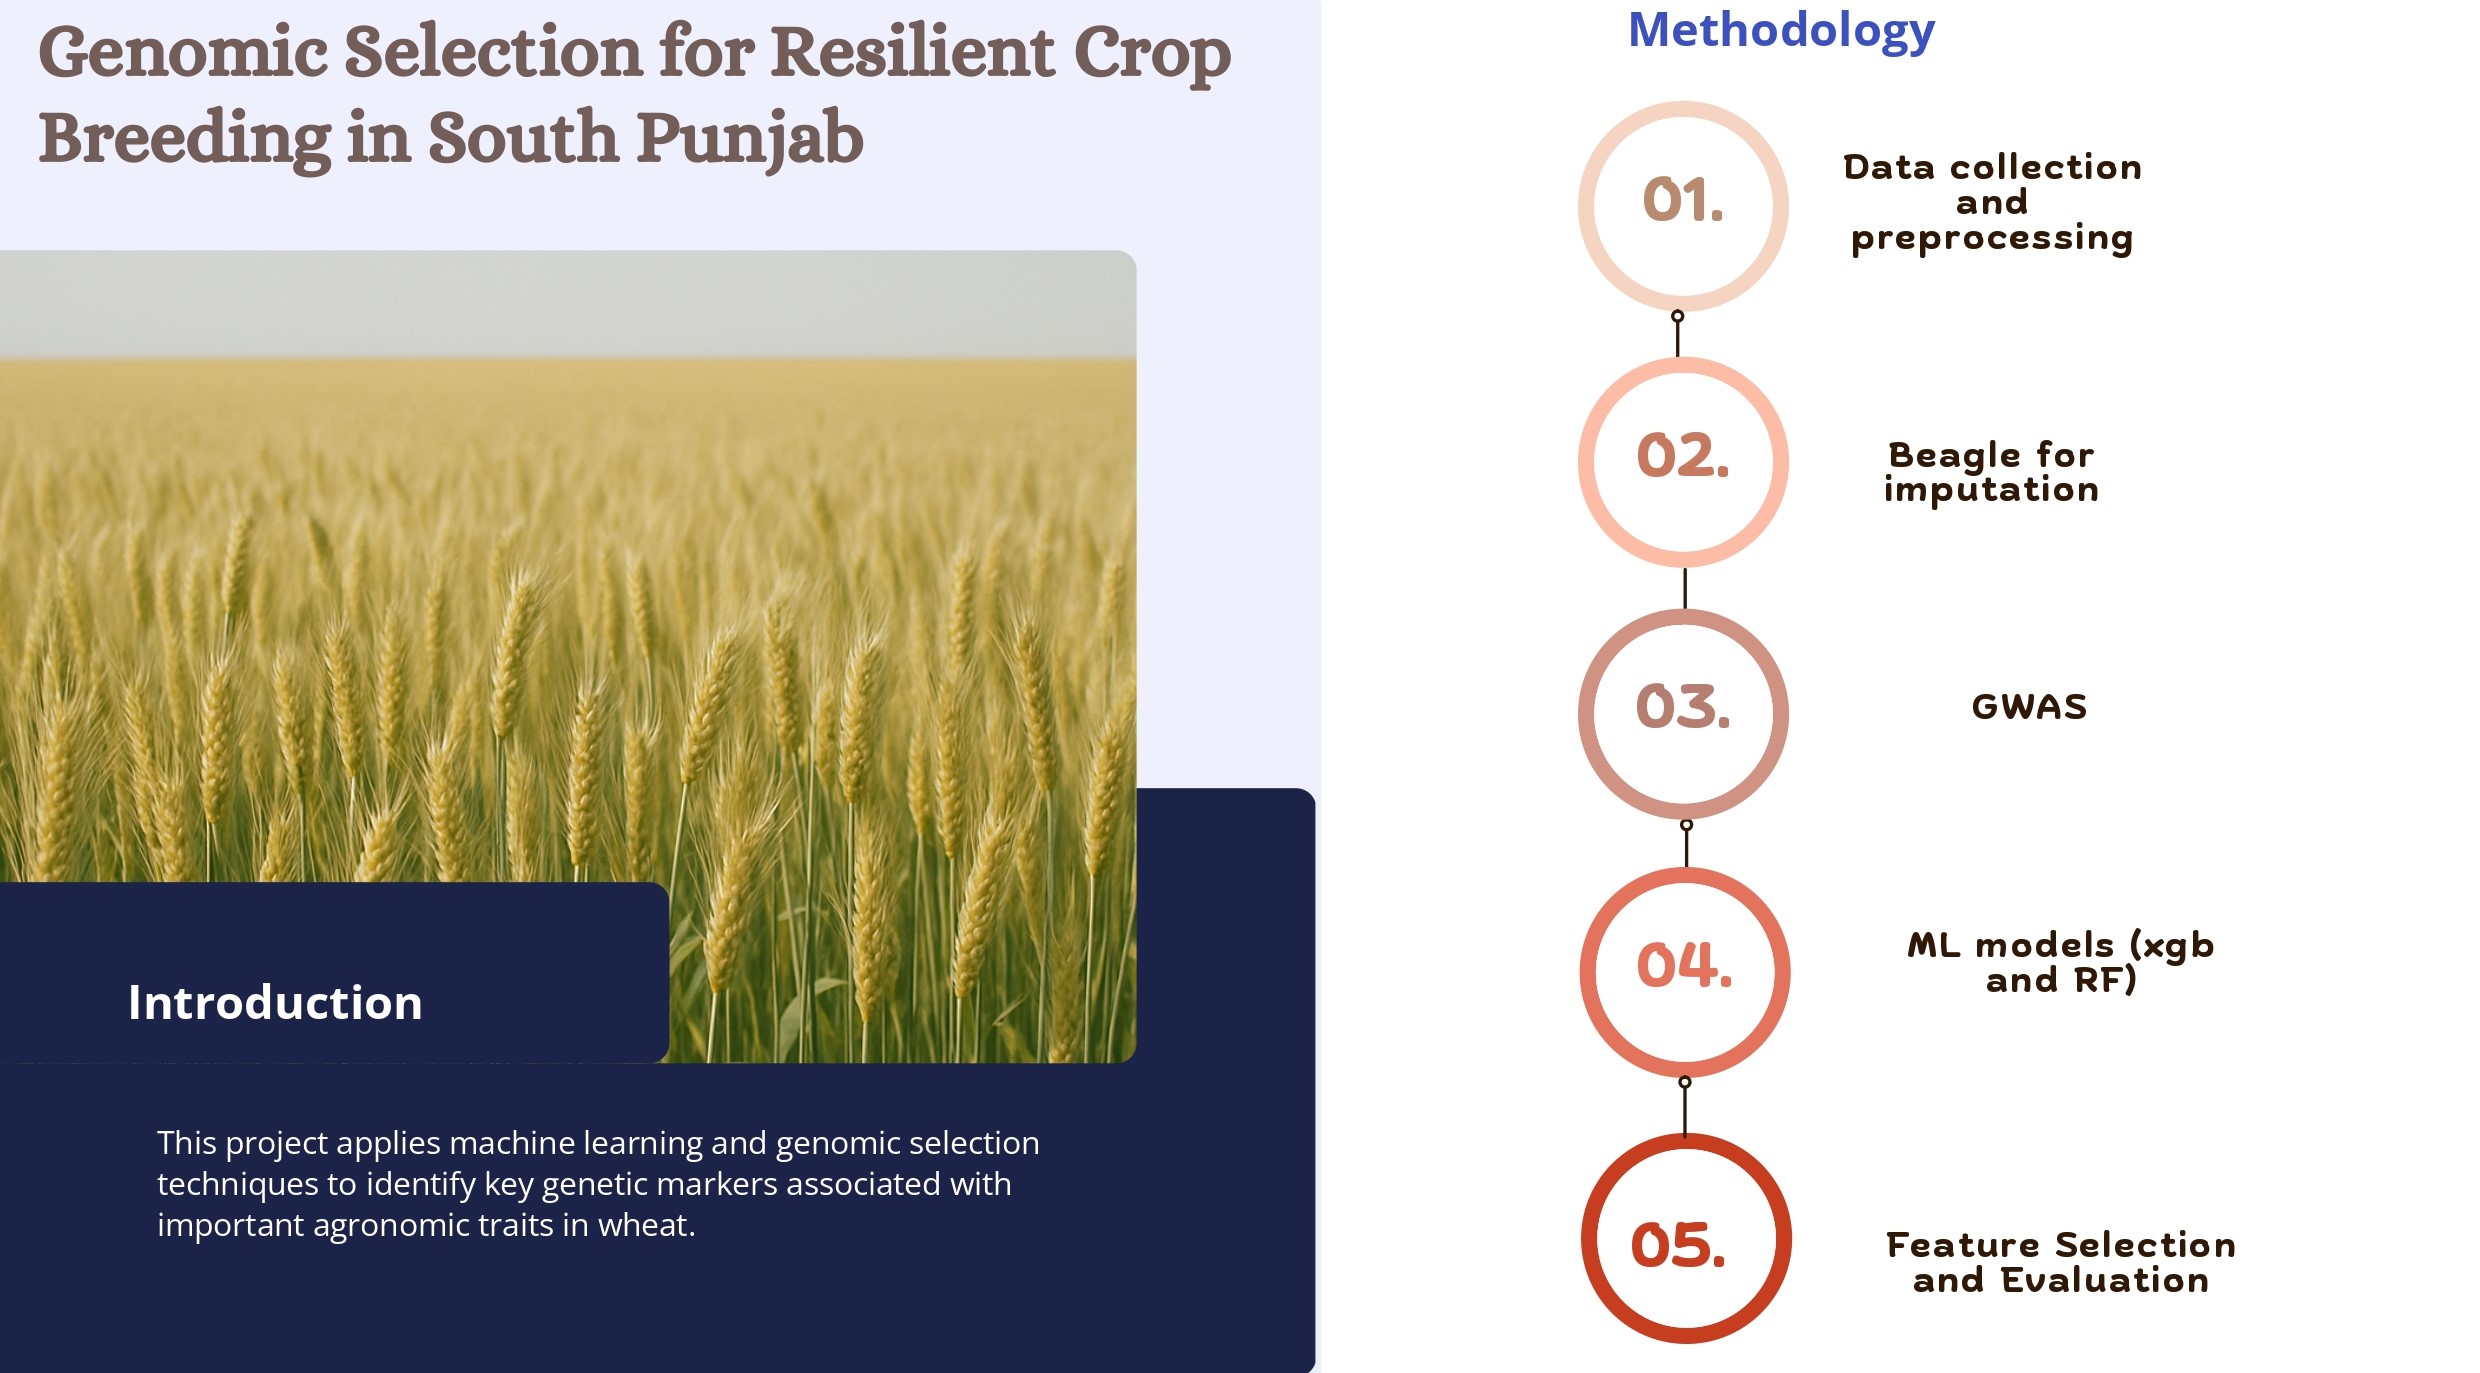 Genomic Selection for Resilient Crop
Breeding in South Punjab
Introduction
This project applies machine learning and genomic selection
techniques to identify key genetic markers associated with
important agronomic traits in wheat.
Methodology
01.
Data collection
and
preprocessing
02.
Beagle for
imputation
03.
GWAS
04.
ML models (xgb
and RF)
05.
Feature Selection
and Evaluation